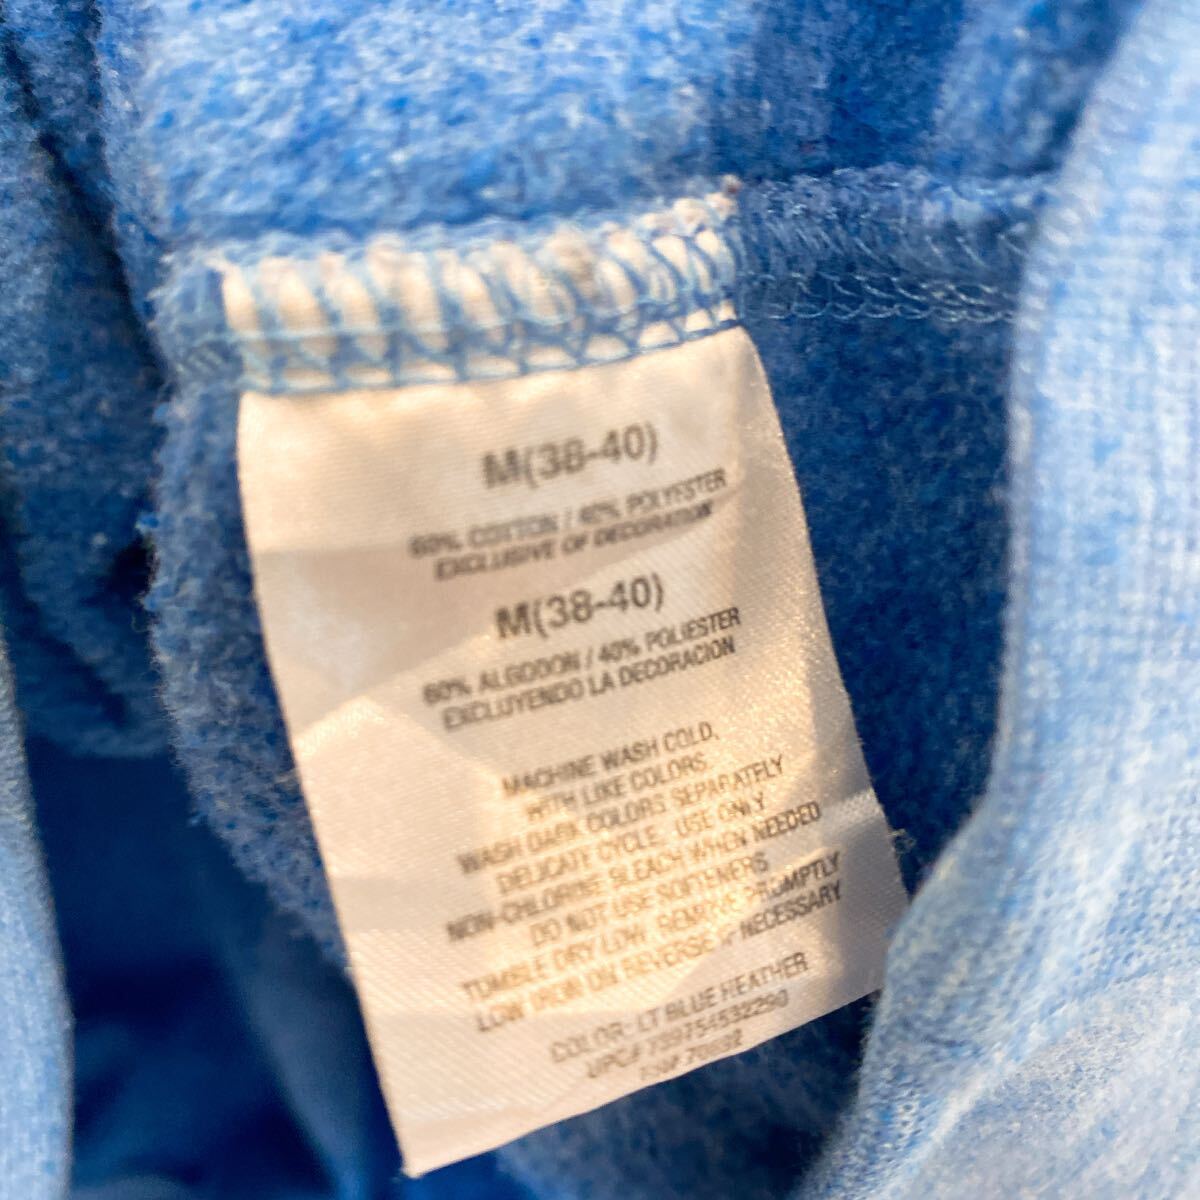 M(38-40)
60% COTTON / 40% POLYESTER
EXCLUSIVE OF DECORATION
M(38-40)
60% ALGODON / 40% POLIESTER
EXCLUYENDO LA DECORACION
MACHINE WASH COLD,
WITH LIKE COLORS.
WASH DARK COLORS SEPARATELY
DELICATE CYCLE. USE ONLY
NON-CHLORINE BLEACH WHEN NEEDED
DO NOT USE SOFTENERS
TUMBLE DRY LOW. REMOVE PROMPTLY
LOW IRON ON REVERSE IF NECESSARY
COLOR: LT BLUE HEATHER
UPC# 739754532290